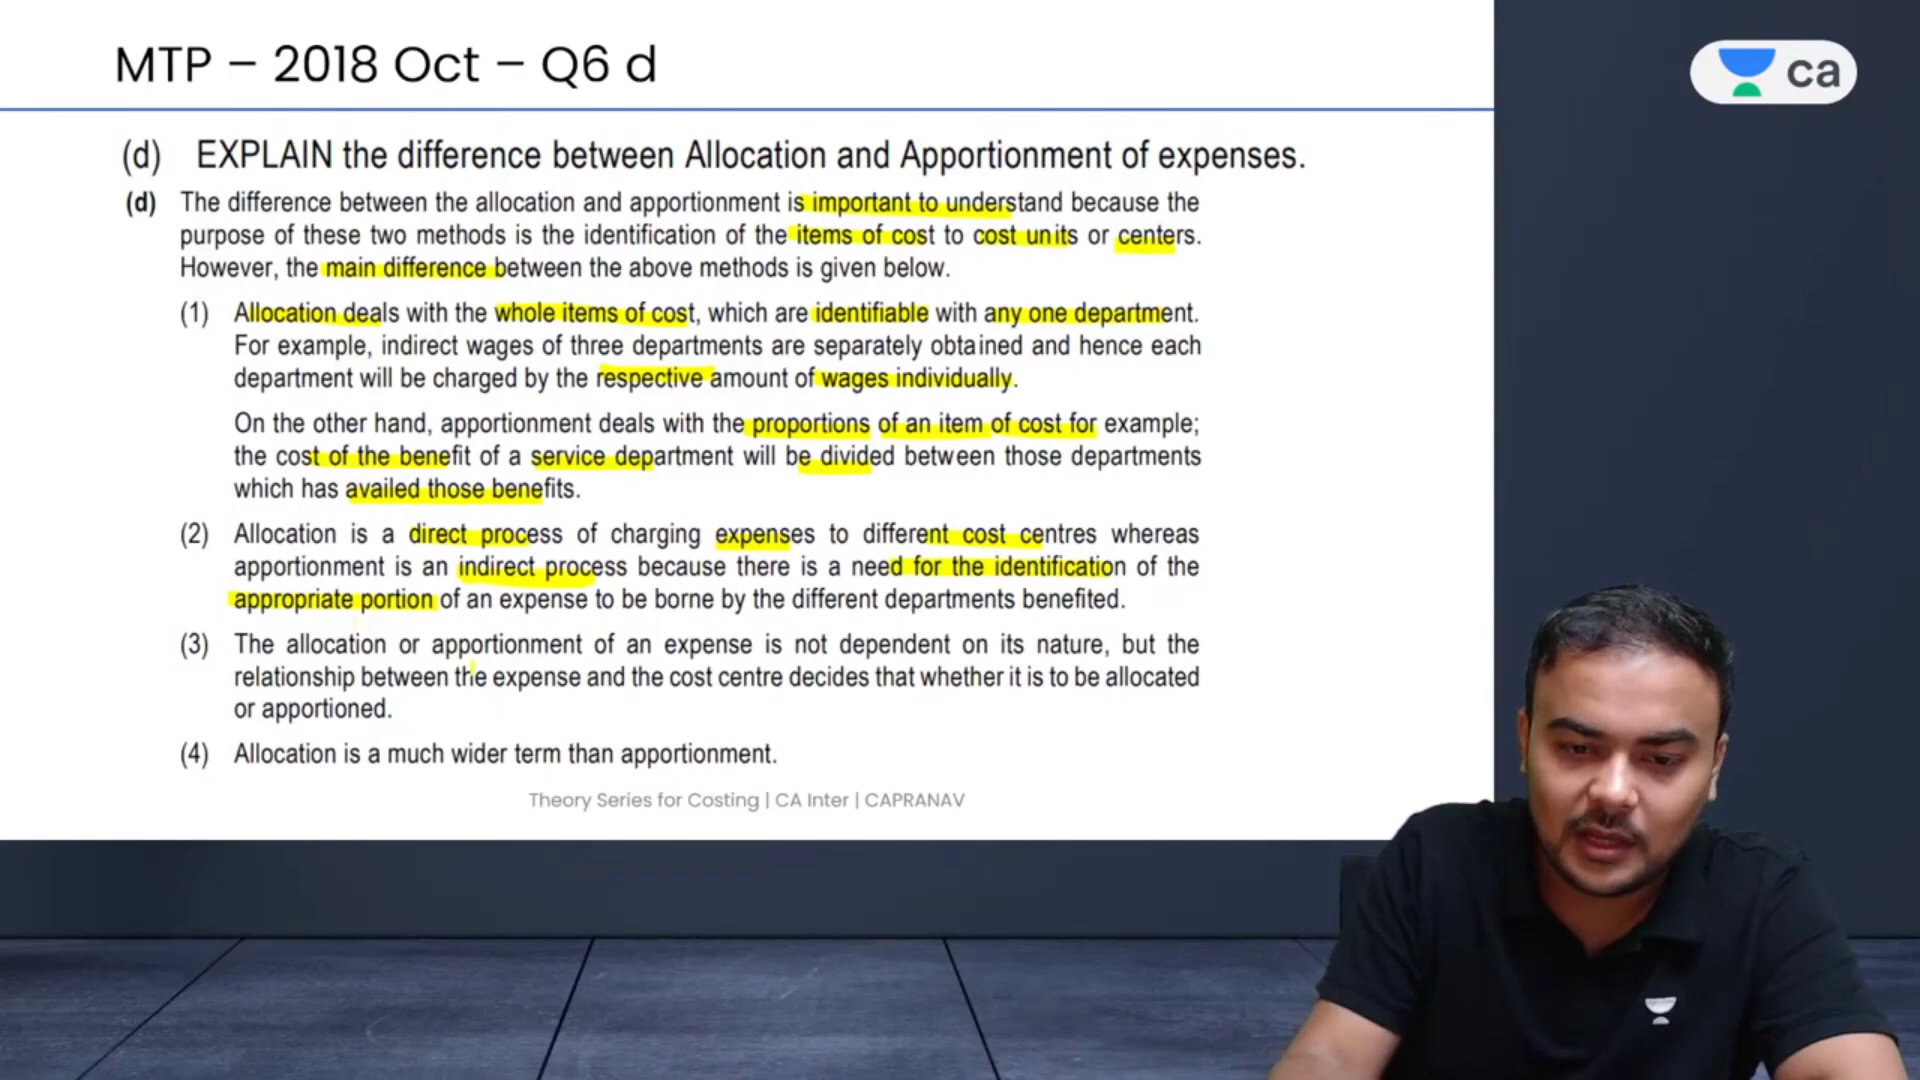 MTP – 2018 Oct – Q6 d
ca
(d) EXPLAIN the difference between Allocation and Apportionment of expenses.
(d) The difference between the allocation and apportionment is important to understand because the
purpose of these two methods is the identification of the items of cost to cost units or centers.
However, the main difference between the above methods is given below.
(1) Allocation deals with the whole items of cost, which are identifiable with any one department.
For example, indirect wages of three departments are separately obtained and hence each
department will be charged by the respective amount of wages individually.
On the other hand, apportionment deals with the proportions of an item of cost for example;
the cost of the benefit of a service department will be divided between those departments
which has availed those benefits.
(2) Allocation is a direct process of charging expenses to different cost centres whereas
apportionment is an indirect process because there is a need for the identification of the
appropriate portion of an expense to be borne by the different departments benefited.
(3) The allocation or apportionment of an expense is not dependent on its nature, but the
relationship between the expense and the cost centre decides that whether it is to be allocated
or apportioned.
(4) Allocation is a much wider term than apportionment.
Theory Series for Costing | CA Inter | CAPRANAV